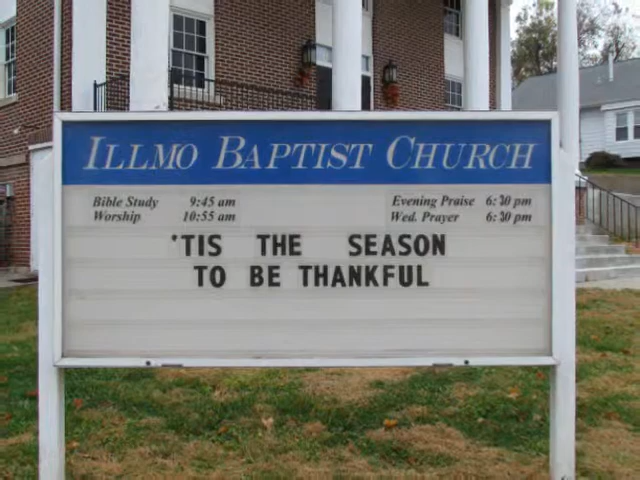 ILLMO BAPTIST CHURCH
Bible Study 9:45 am Evening Praise 6:30 pm
Worship 10:55 am Wed. Prayer 6:30 pm
'TIS THE SEASON
TO BE THANKFUL